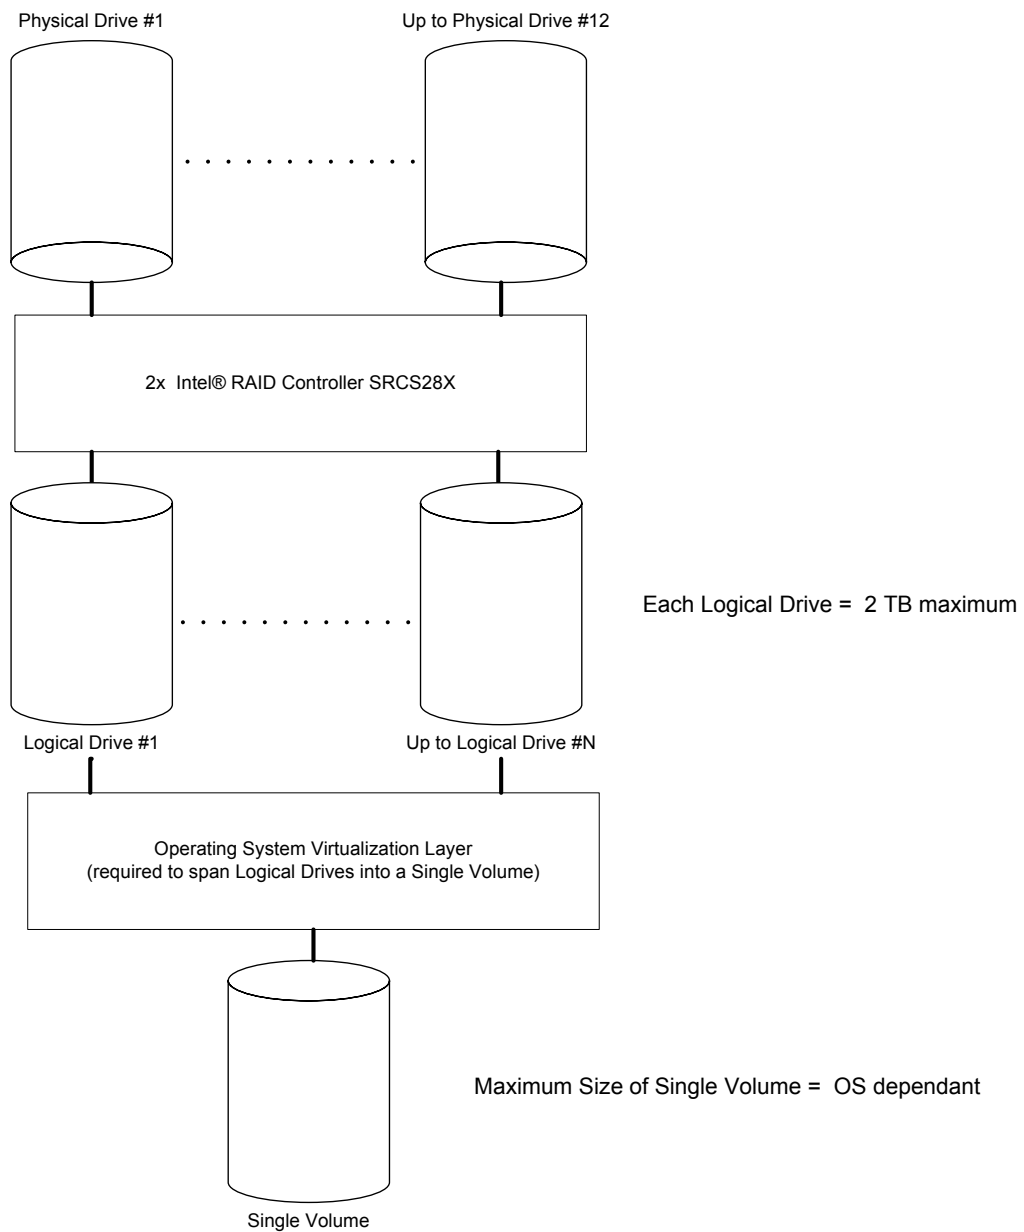 Physical Drive #1
Up to Physical Drive #12
2x Intel® RAID Controller SRCS28X
Each Logical Drive = 2 TB maximum
Logical Drive #1
Up to Logical Drive #N
Operating System Virtualization Layer
(required to span Logical Drives into a Single Volume)
Maximum Size of Single Volume = OS dependant
Single Volume